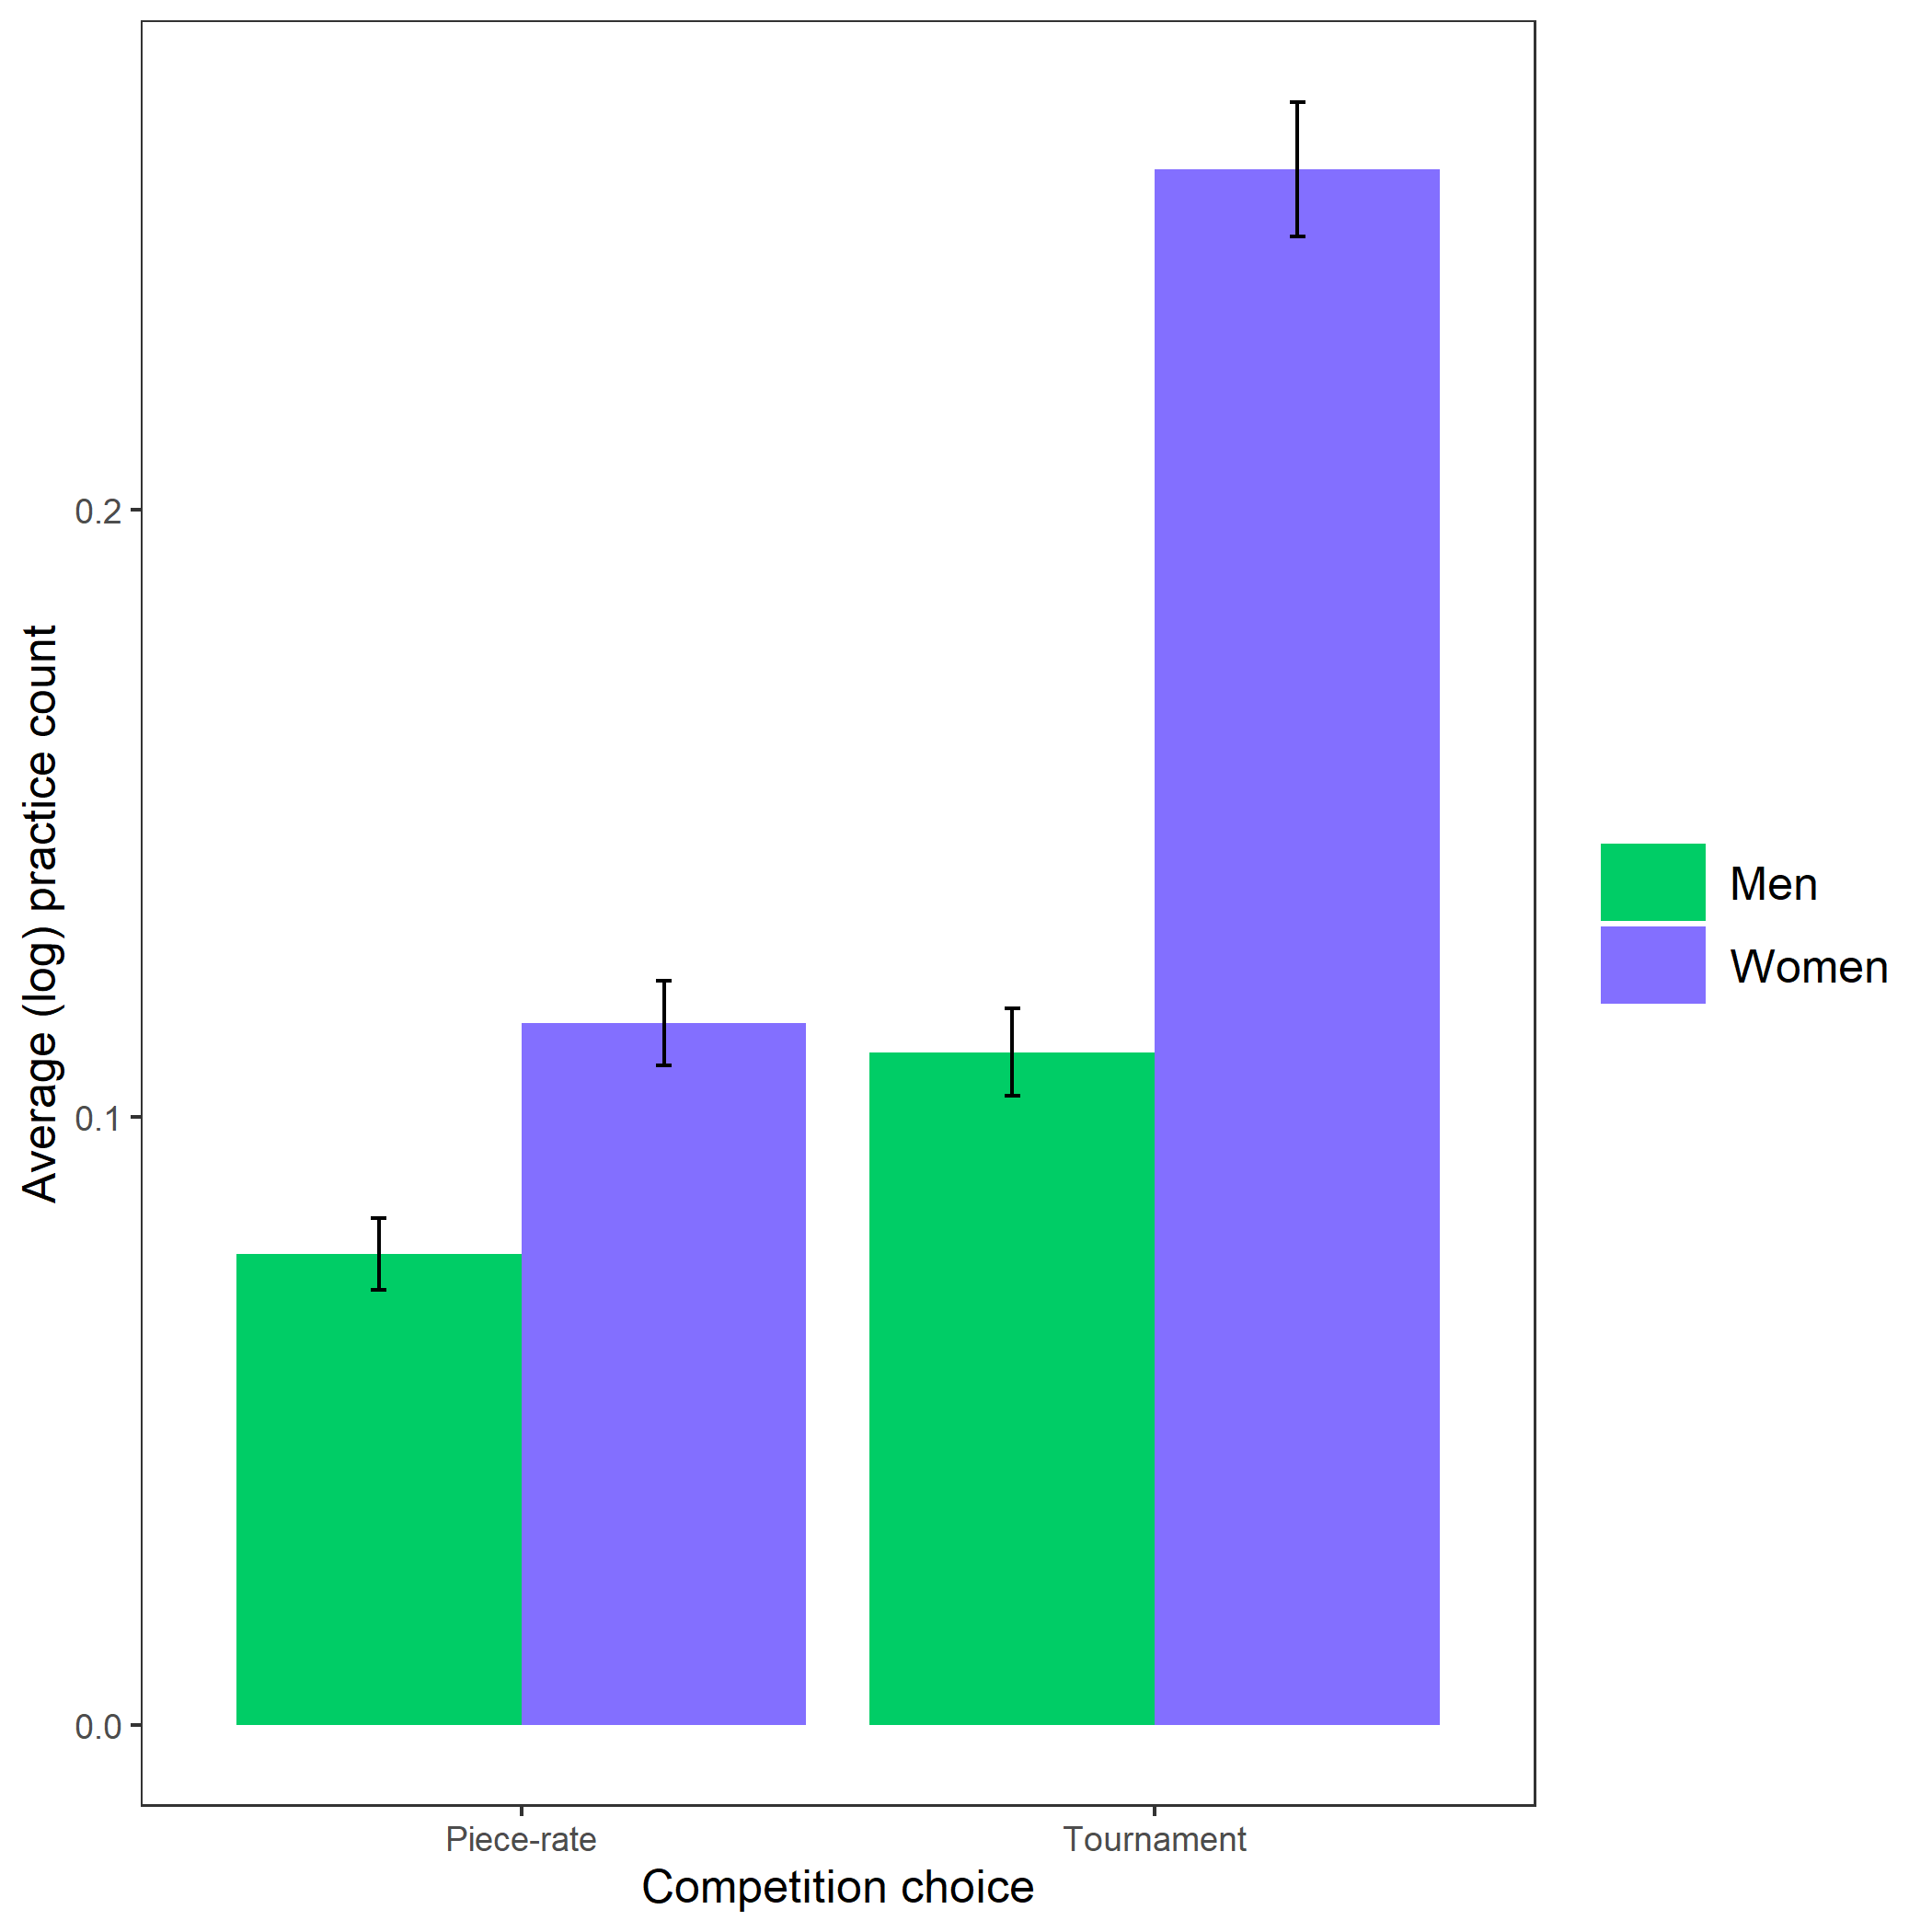 Average (log) practice count
0.2
0.1
0.0
Piece-rate
Tournament
Competition choice
Men
Women